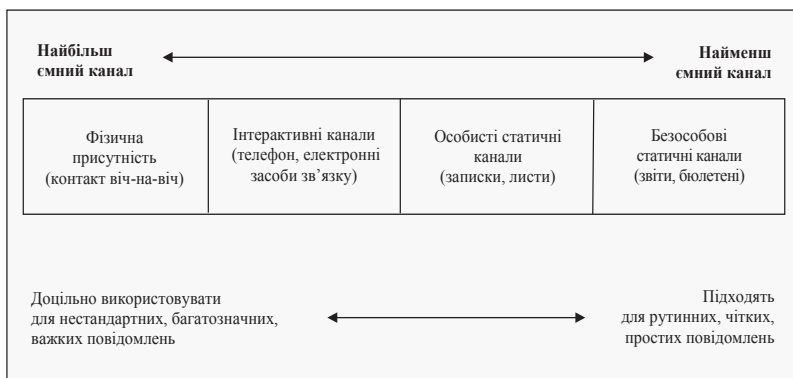 Найбільш
ємний канал
Найменш
ємний канал
Фізична
присутність
(контакт віч-на-віч)
Інтерактивні канали
(телефон, електронні
засоби зв’язку)
Особисті статичні
канали
(записки, листи)
Безособові
статичні канали
(звіти, бюлетені)
Доцільно використовувати
для нестандартних, багатозначних,
важких повідомлень
Підходять
для рутинних, чітких,
простих повідомлень